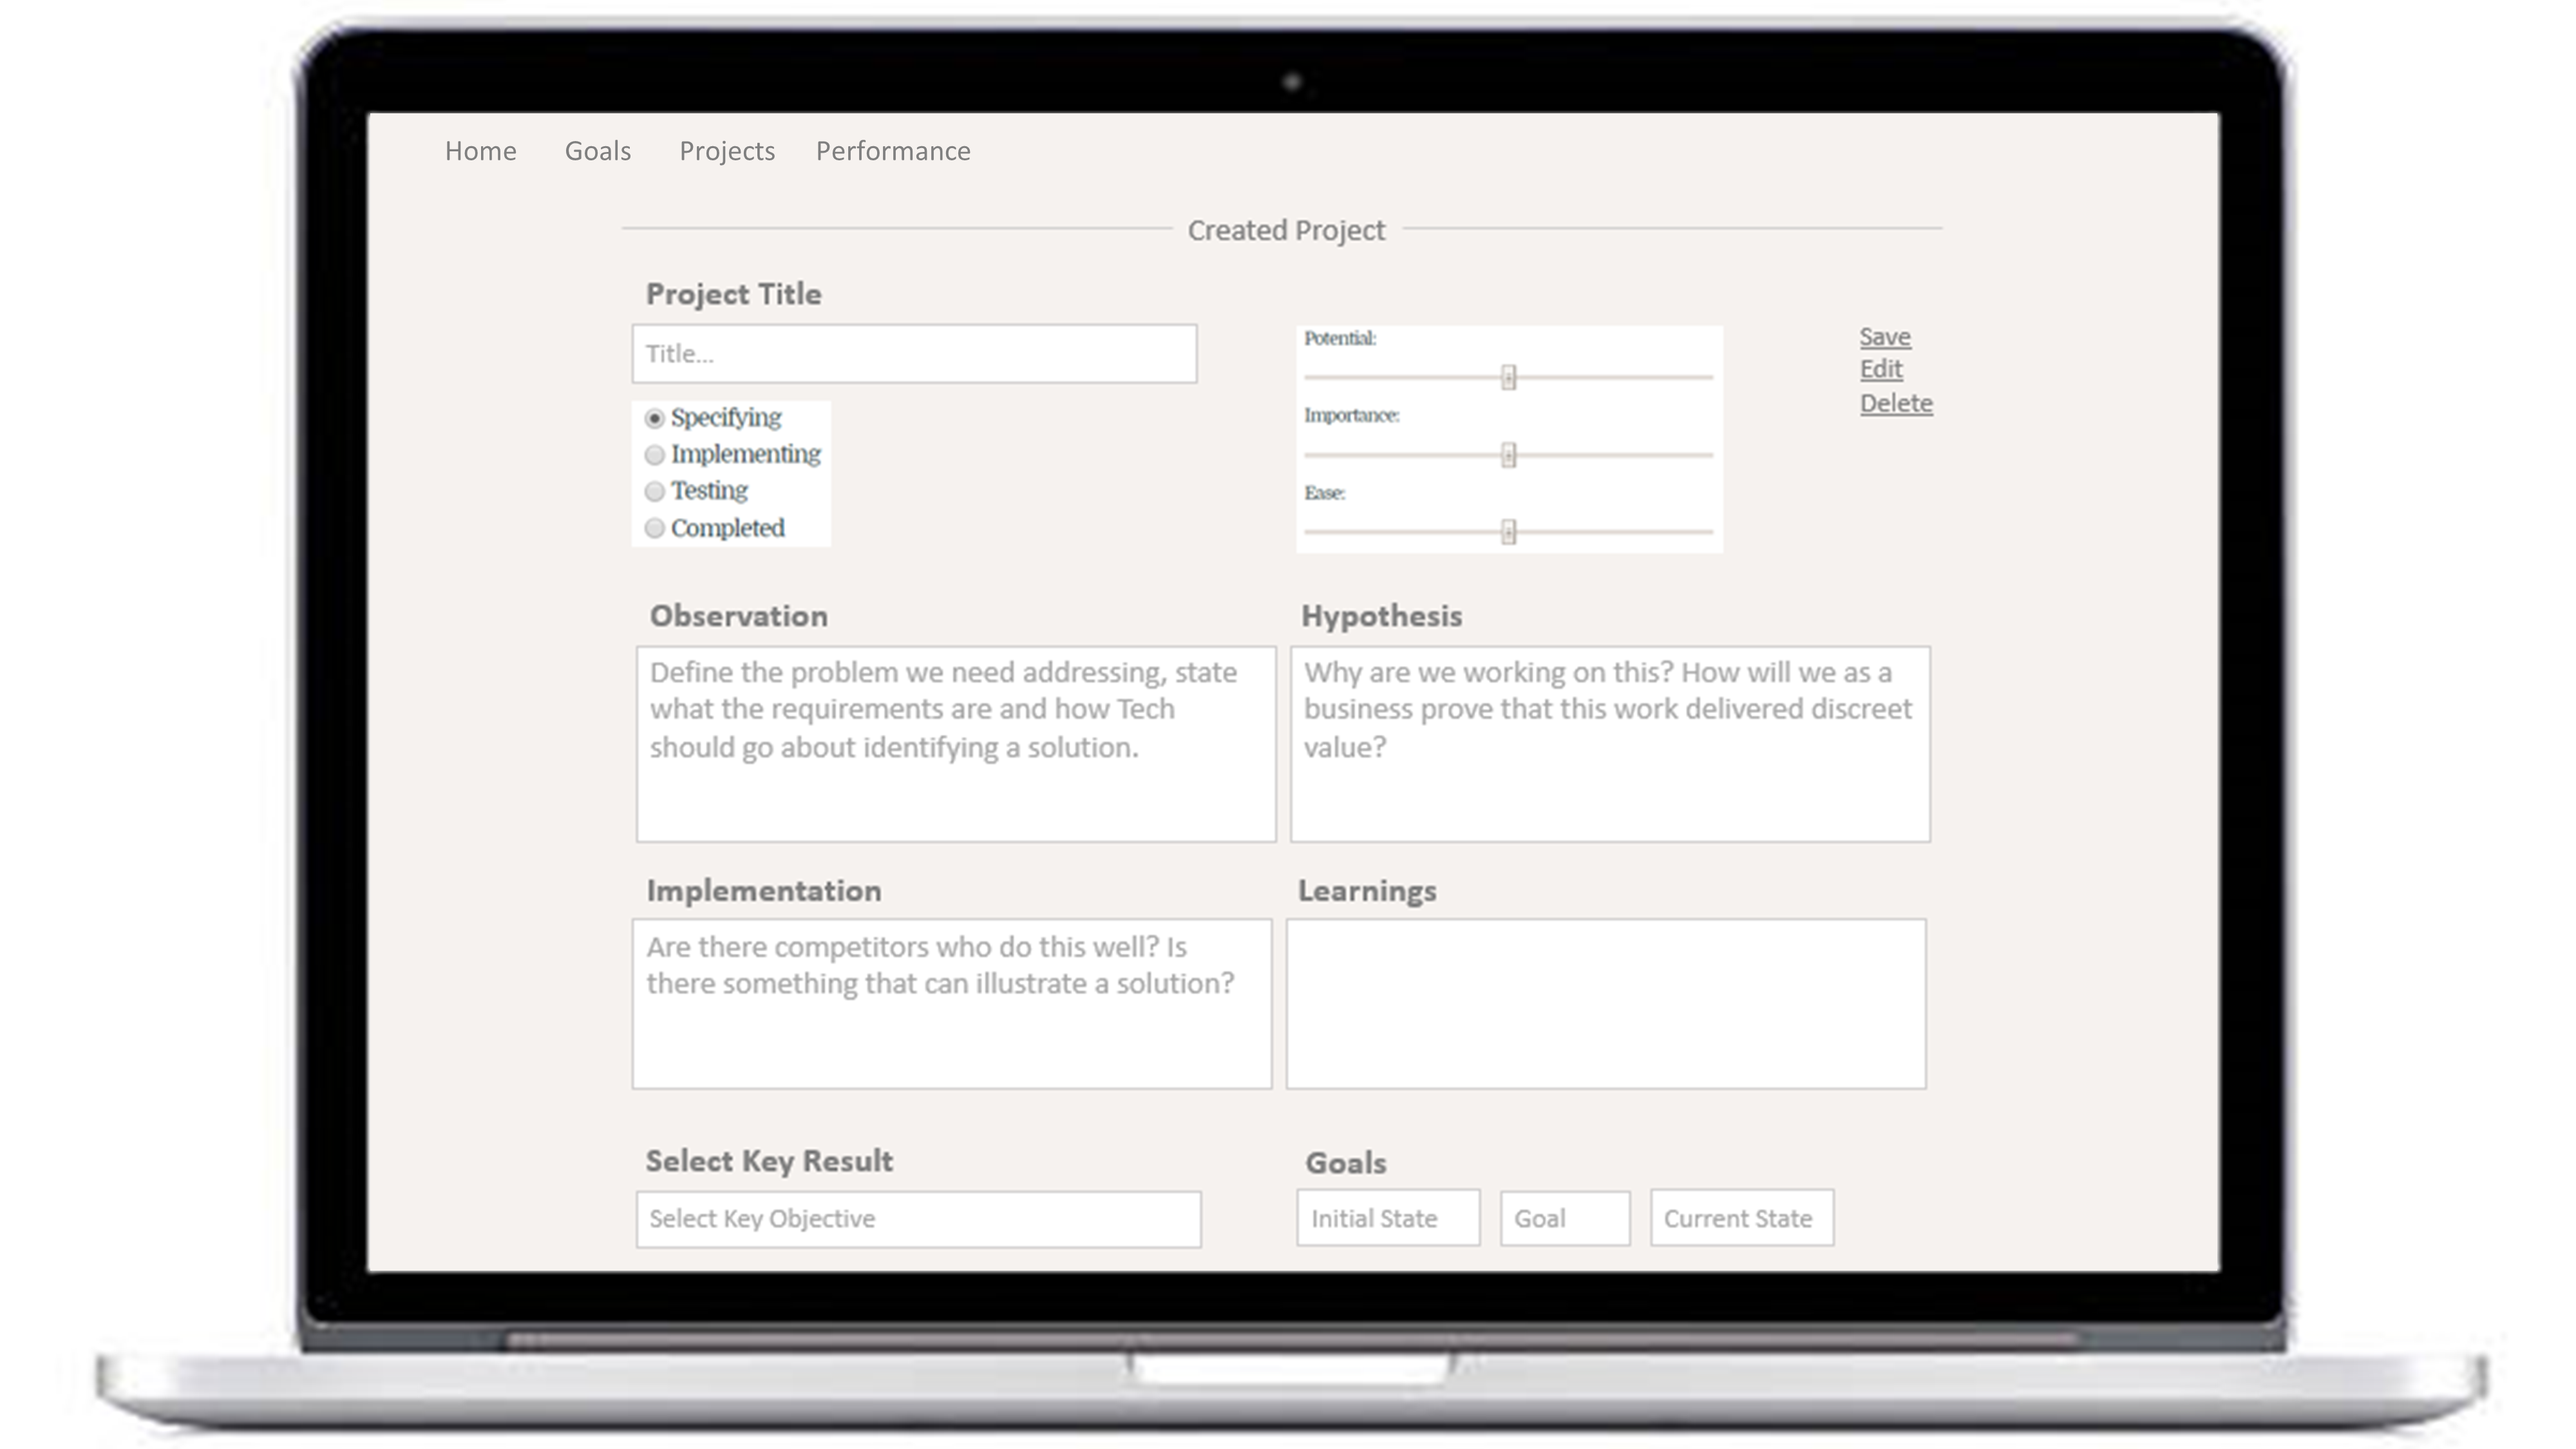 Home Goals Projects Performance
Created Project
Project Title
Title...
Specifying
Implementing
Testing
Completed
Potential:
Importance:
Ease:
Save
Edit
Delete
Observation
Define the problem we need addressing, state
what the requirements are and how Tech
should go about identifying a solution.
Hypothesis
Why are we working on this? How will we as a
business prove that this work delivered discreet
value?
Implementation
Are there competitors who do this well? Is
there something that can illustrate a solution?
Learnings
Select Key Result
Select Key Objective
Goals
Initial State Goal Current State